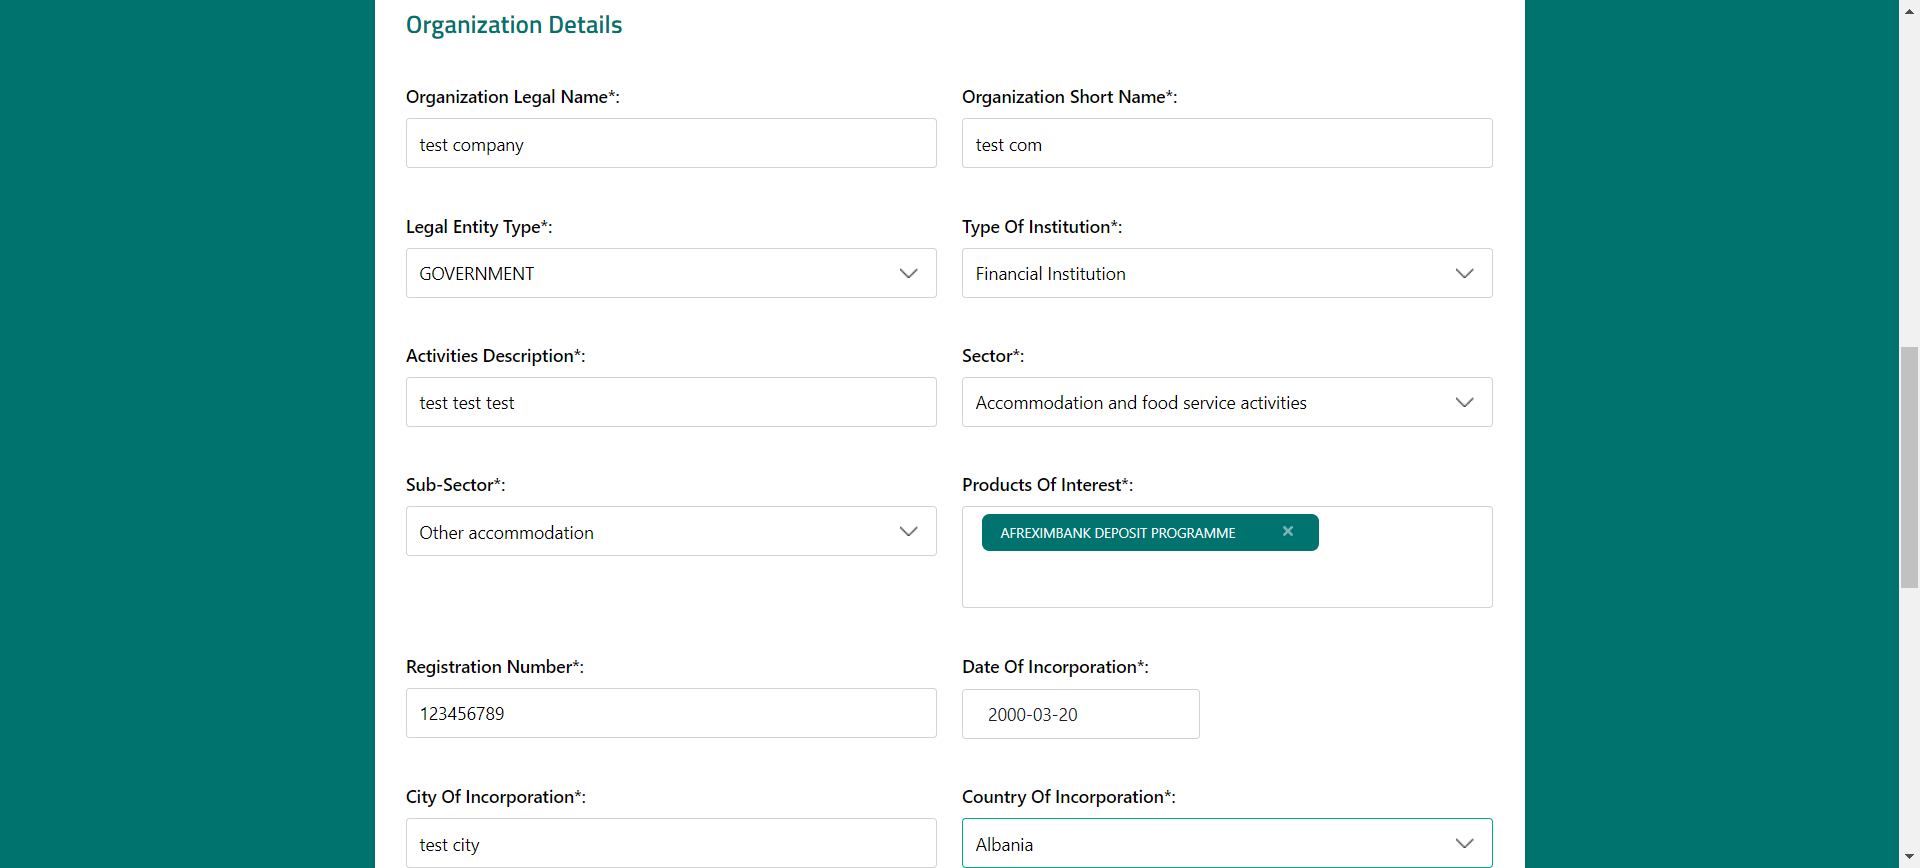 Organization Details
Organization Legal Name*:
Organization Short Name*:
test company
test com
Legal Entity Type*:
Type Of Institution*:
GOVERNMENT
Financial Institution
Activities Description*:
Sector*:
test test test
Accommodation and food service activities
Sub-Sector*:
Products Of Interest*:
Other accommodation
AFREXIMBANK DEPOSIT PROGRAMME
Registration Number*:
Date Of Incorporation*:
123456789
2000-03-20
City Of Incorporation*:
Country Of Incorporation*:
test city
Albania